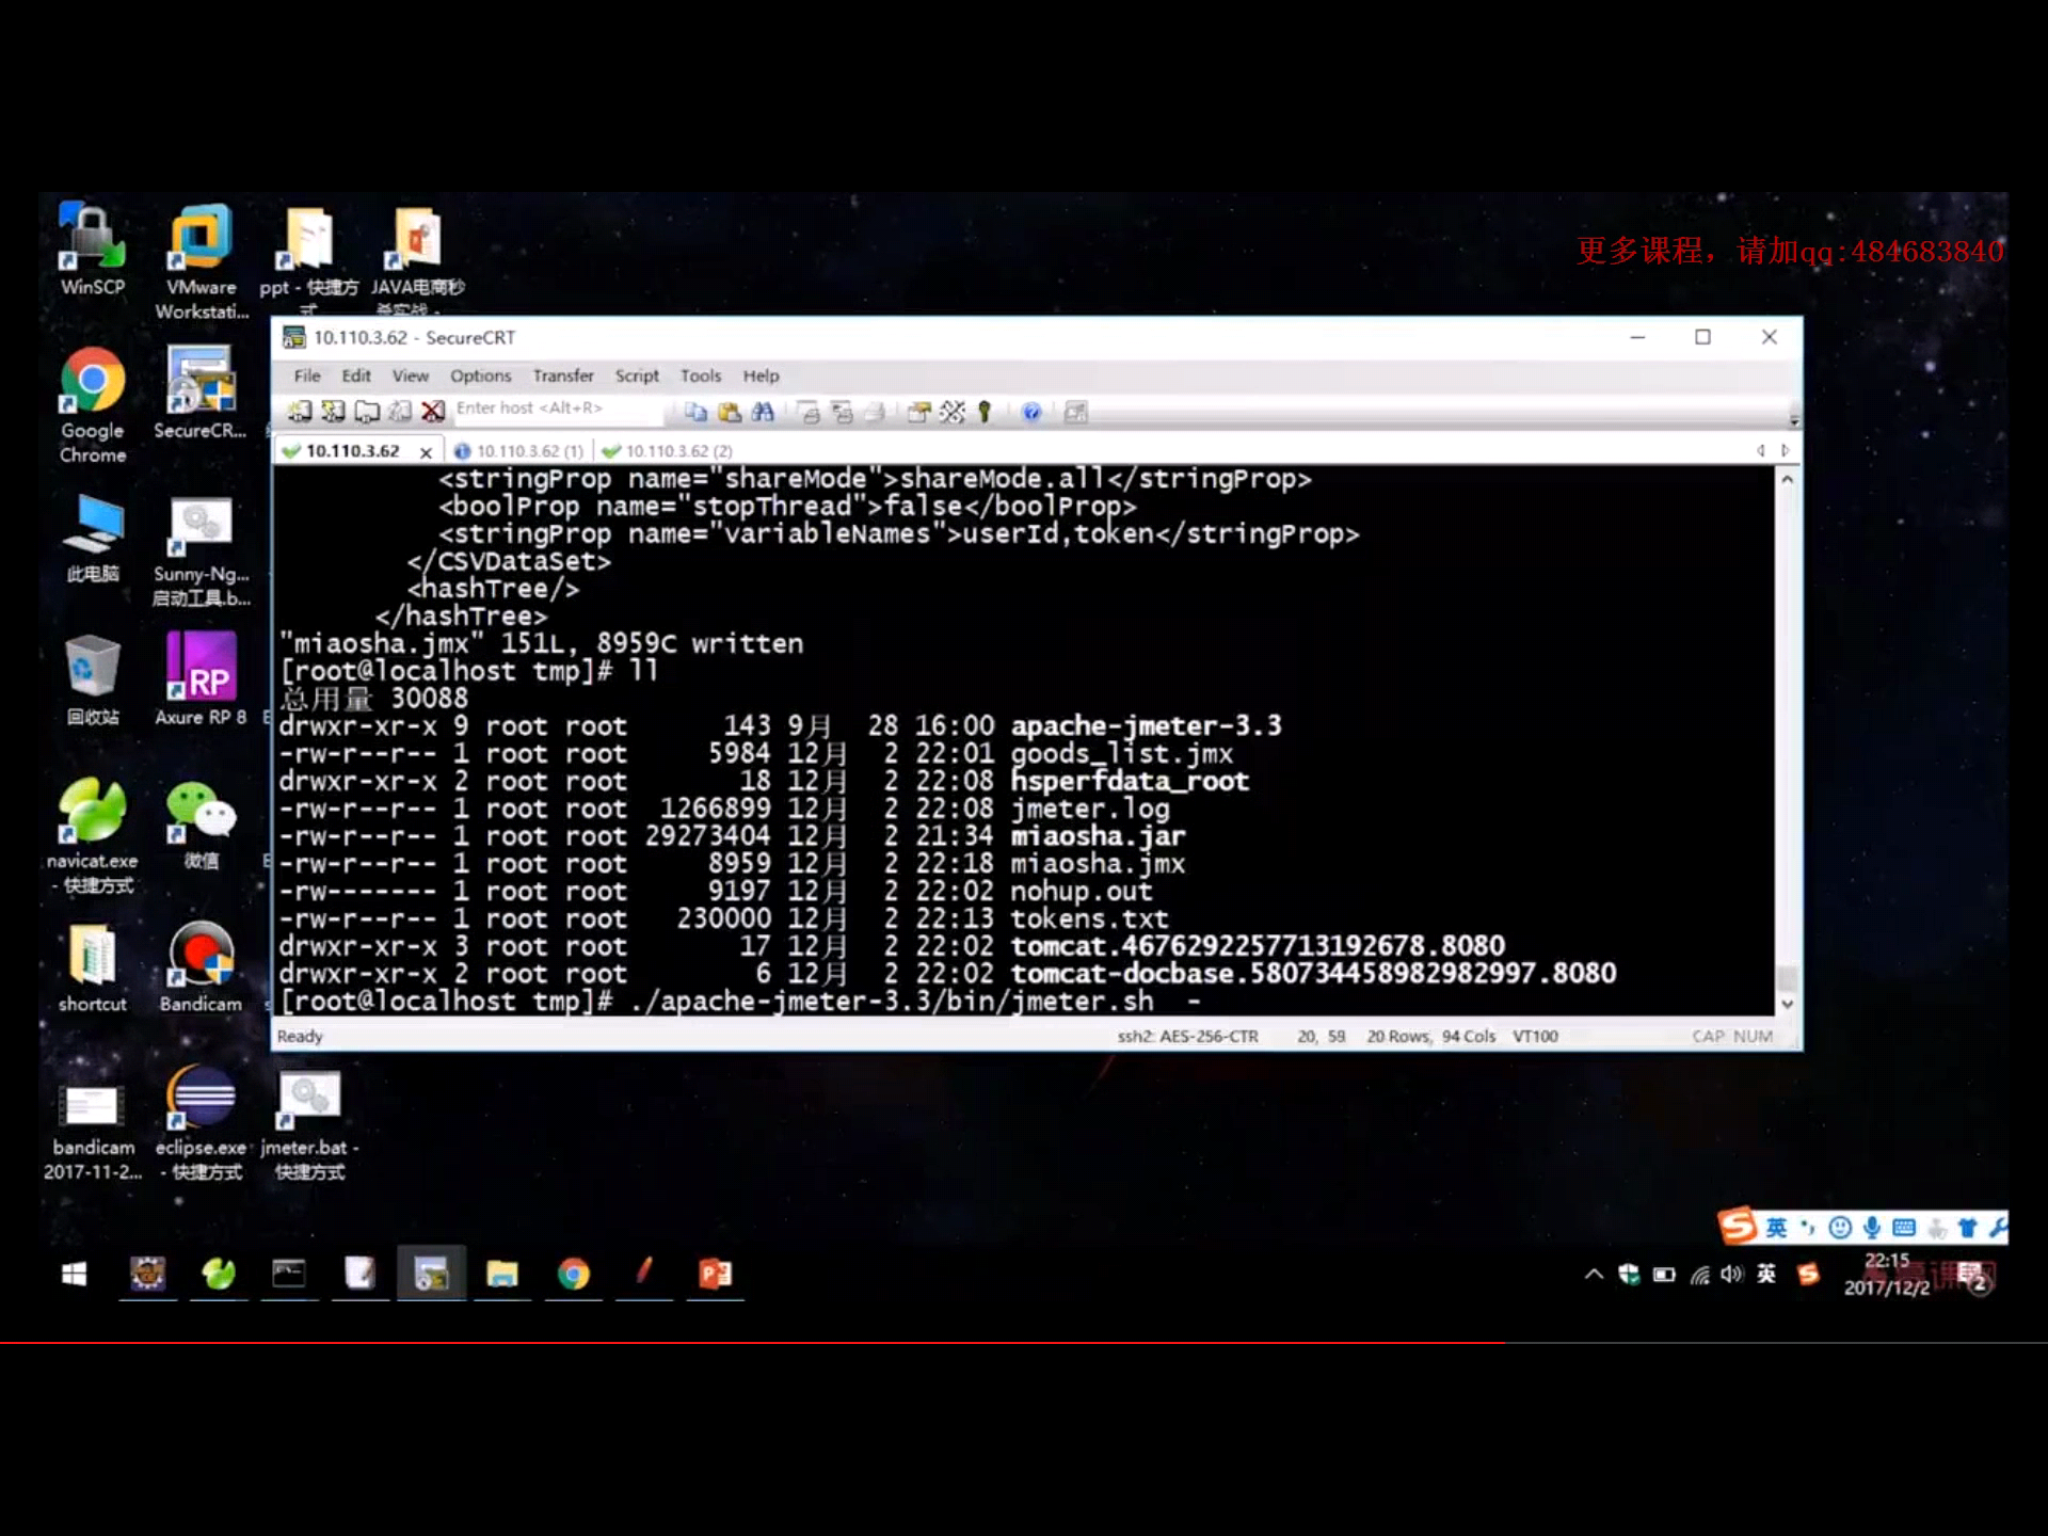 更多课程，请加qq:484683840
WinSCP
VMware
Workstati...
ppt - 快捷方
式
JAVA电商秒
杀实战 -
Google
Chrome
SecureCR...
此电脑
Sunny-Ng...
启动工具.b...
回收站
Axure RP 8
navicat.exe
- 快捷方式
微信
shortcut
Bandicam
bandicam
2017-11-2...
eclipse.exe
- 快捷方式
jmeter.bat -
快捷方式
10.110.3.62 - SecureCRT
File Edit View Options Transfer Script Tools Help
Enter host <Alt+R>
10.110.3.62 10.110.3.62 (1) 10.110.3.62 (2)
<stringProp name="shareMode">shareMode.all</stringProp>
<boolProp name="stopThread">false</boolProp>
<stringProp name="variableNames">userId,token</stringProp>
</CSVDataSet>
<hashTree/>
</hashTree>
"miaosha.jmx" 151L, 8959C written
[root@localhost tmp]# ll
总用量 30088
drwxr-xr-x 9 root root 143 9月 28 16:00 apache-jmeter-3.3
-rw-r--r-- 1 root root 5984 12月 2 22:01 goods_list.jmx
drwxr-xr-x 2 root root 18 12月 2 22:08 hsperfdata_root
-rw-r--r-- 1 root root 1266899 12月 2 22:08 jmeter.log
-rw-r--r-- 1 root root 29273404 12月 2 21:34 miaosha.jar
-rw-r--r-- 1 root root 8959 12月 2 22:18 miaosha.jmx
-rw------- 1 root root 9197 12月 2 22:02 nohup.out
-rw-r--r-- 1 root root 230000 12月 2 22:13 tokens.txt
drwxr-xr-x 3 root root 17 12月 2 22:02 tomcat.4676292257713192678.8080
drwxr-xr-x 2 root root 6 12月 2 22:02 tomcat-docbase.580734458982982997.8080
[root@localhost tmp]# ./apache-jmeter-3.3/bin/jmeter.sh -
Ready ssh2: AES-256-CTR 20, 59 20 Rows, 94 Cols VT100 CAP NUM
英
英
22:15
2017/12/2
2